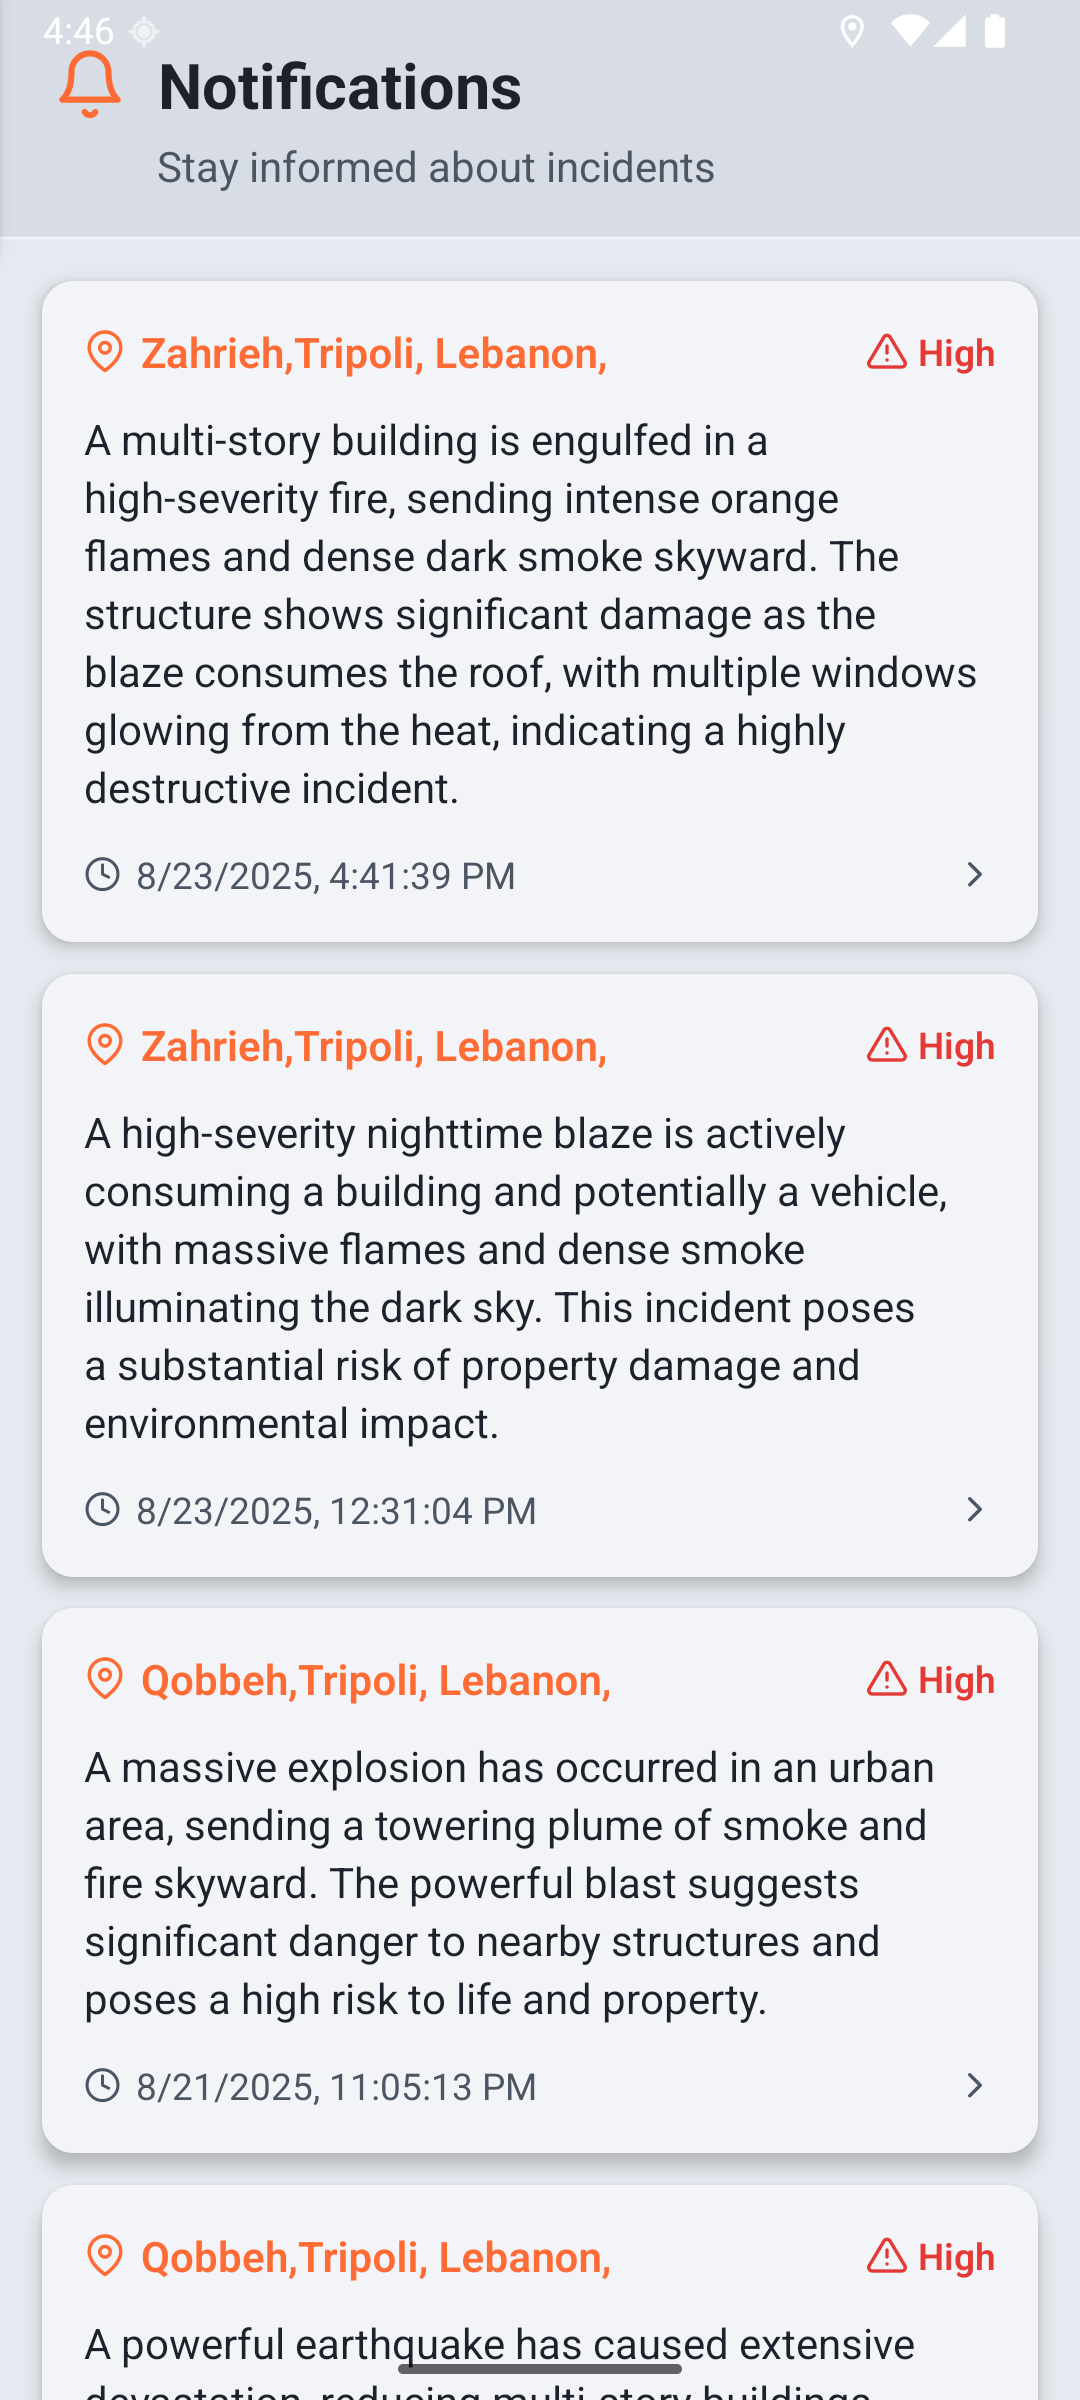 4:46
Notifications
Stay informed about incidents
Zahrieh,Tripoli, Lebanon,
High
A multi-story building is engulfed in a
high-severity fire, sending intense orange
flames and dense dark smoke skyward. The
structure shows significant damage as the
blaze consumes the roof, with multiple windows
glowing from the heat, indicating a highly
destructive incident.
8/23/2025, 4:41:39 PM
Zahrieh,Tripoli, Lebanon,
High
A high-severity nighttime blaze is actively
consuming a building and potentially a vehicle,
with massive flames and dense smoke
illuminating the dark sky. This incident poses
a substantial risk of property damage and
environmental impact.
8/23/2025, 12:31:04 PM
Qobbeh,Tripoli, Lebanon,
High
A massive explosion has occurred in an urban
area, sending a towering plume of smoke and
fire skyward. The powerful blast suggests
significant danger to nearby structures and
poses a high risk to life and property.
8/21/2025, 11:05:13 PM
Qobbeh,Tripoli, Lebanon,
High
A powerful earthquake has caused extensive
devastation, reducing multi-story buildings